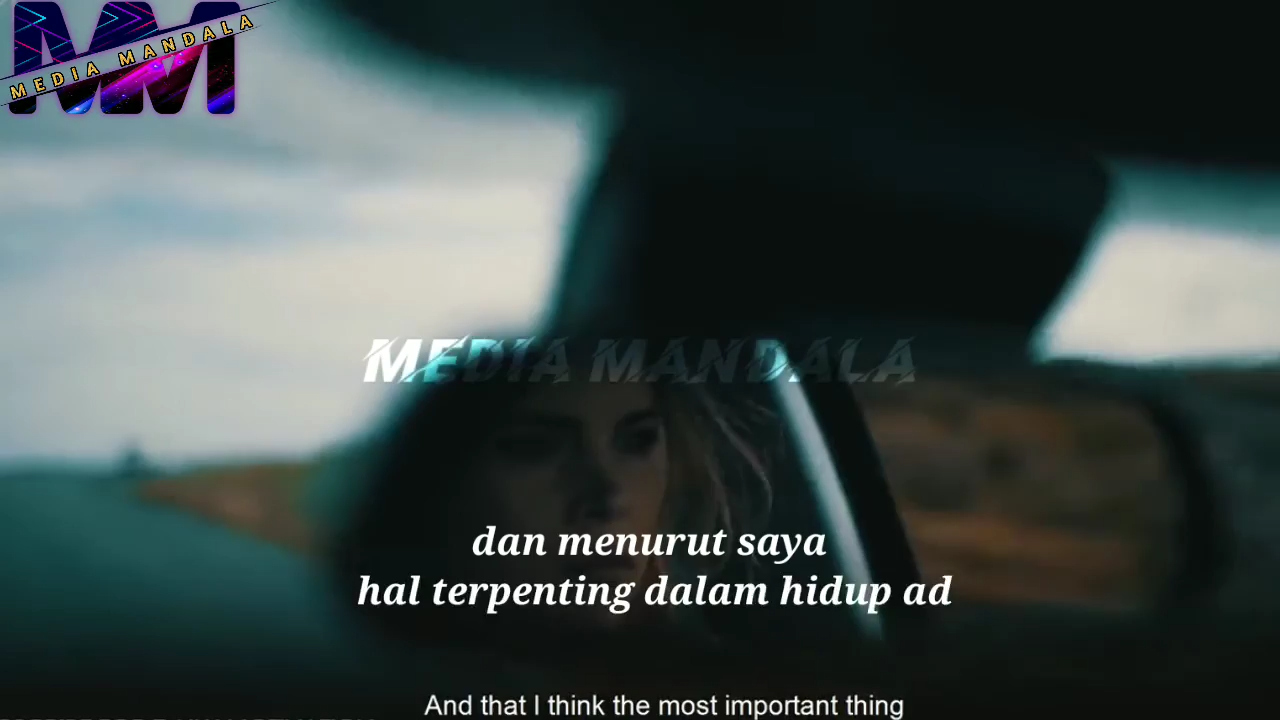 MEDIA MANDALA
MEDIA MANDALA
dan menurut saya
hal terpenting dalam hidup ad
And that I think the most important thing